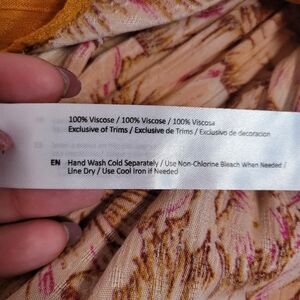 100% Viscose / 100% Viscose / 100% Viscosa
Exclusive of Trims / Exclusive de Trims / Exclusivo de decoracion
EN Hand Wash Cold Separately / Use Non-Chlorine Bleach When Needed /
Line Dry / Use Cool Iron if Needed